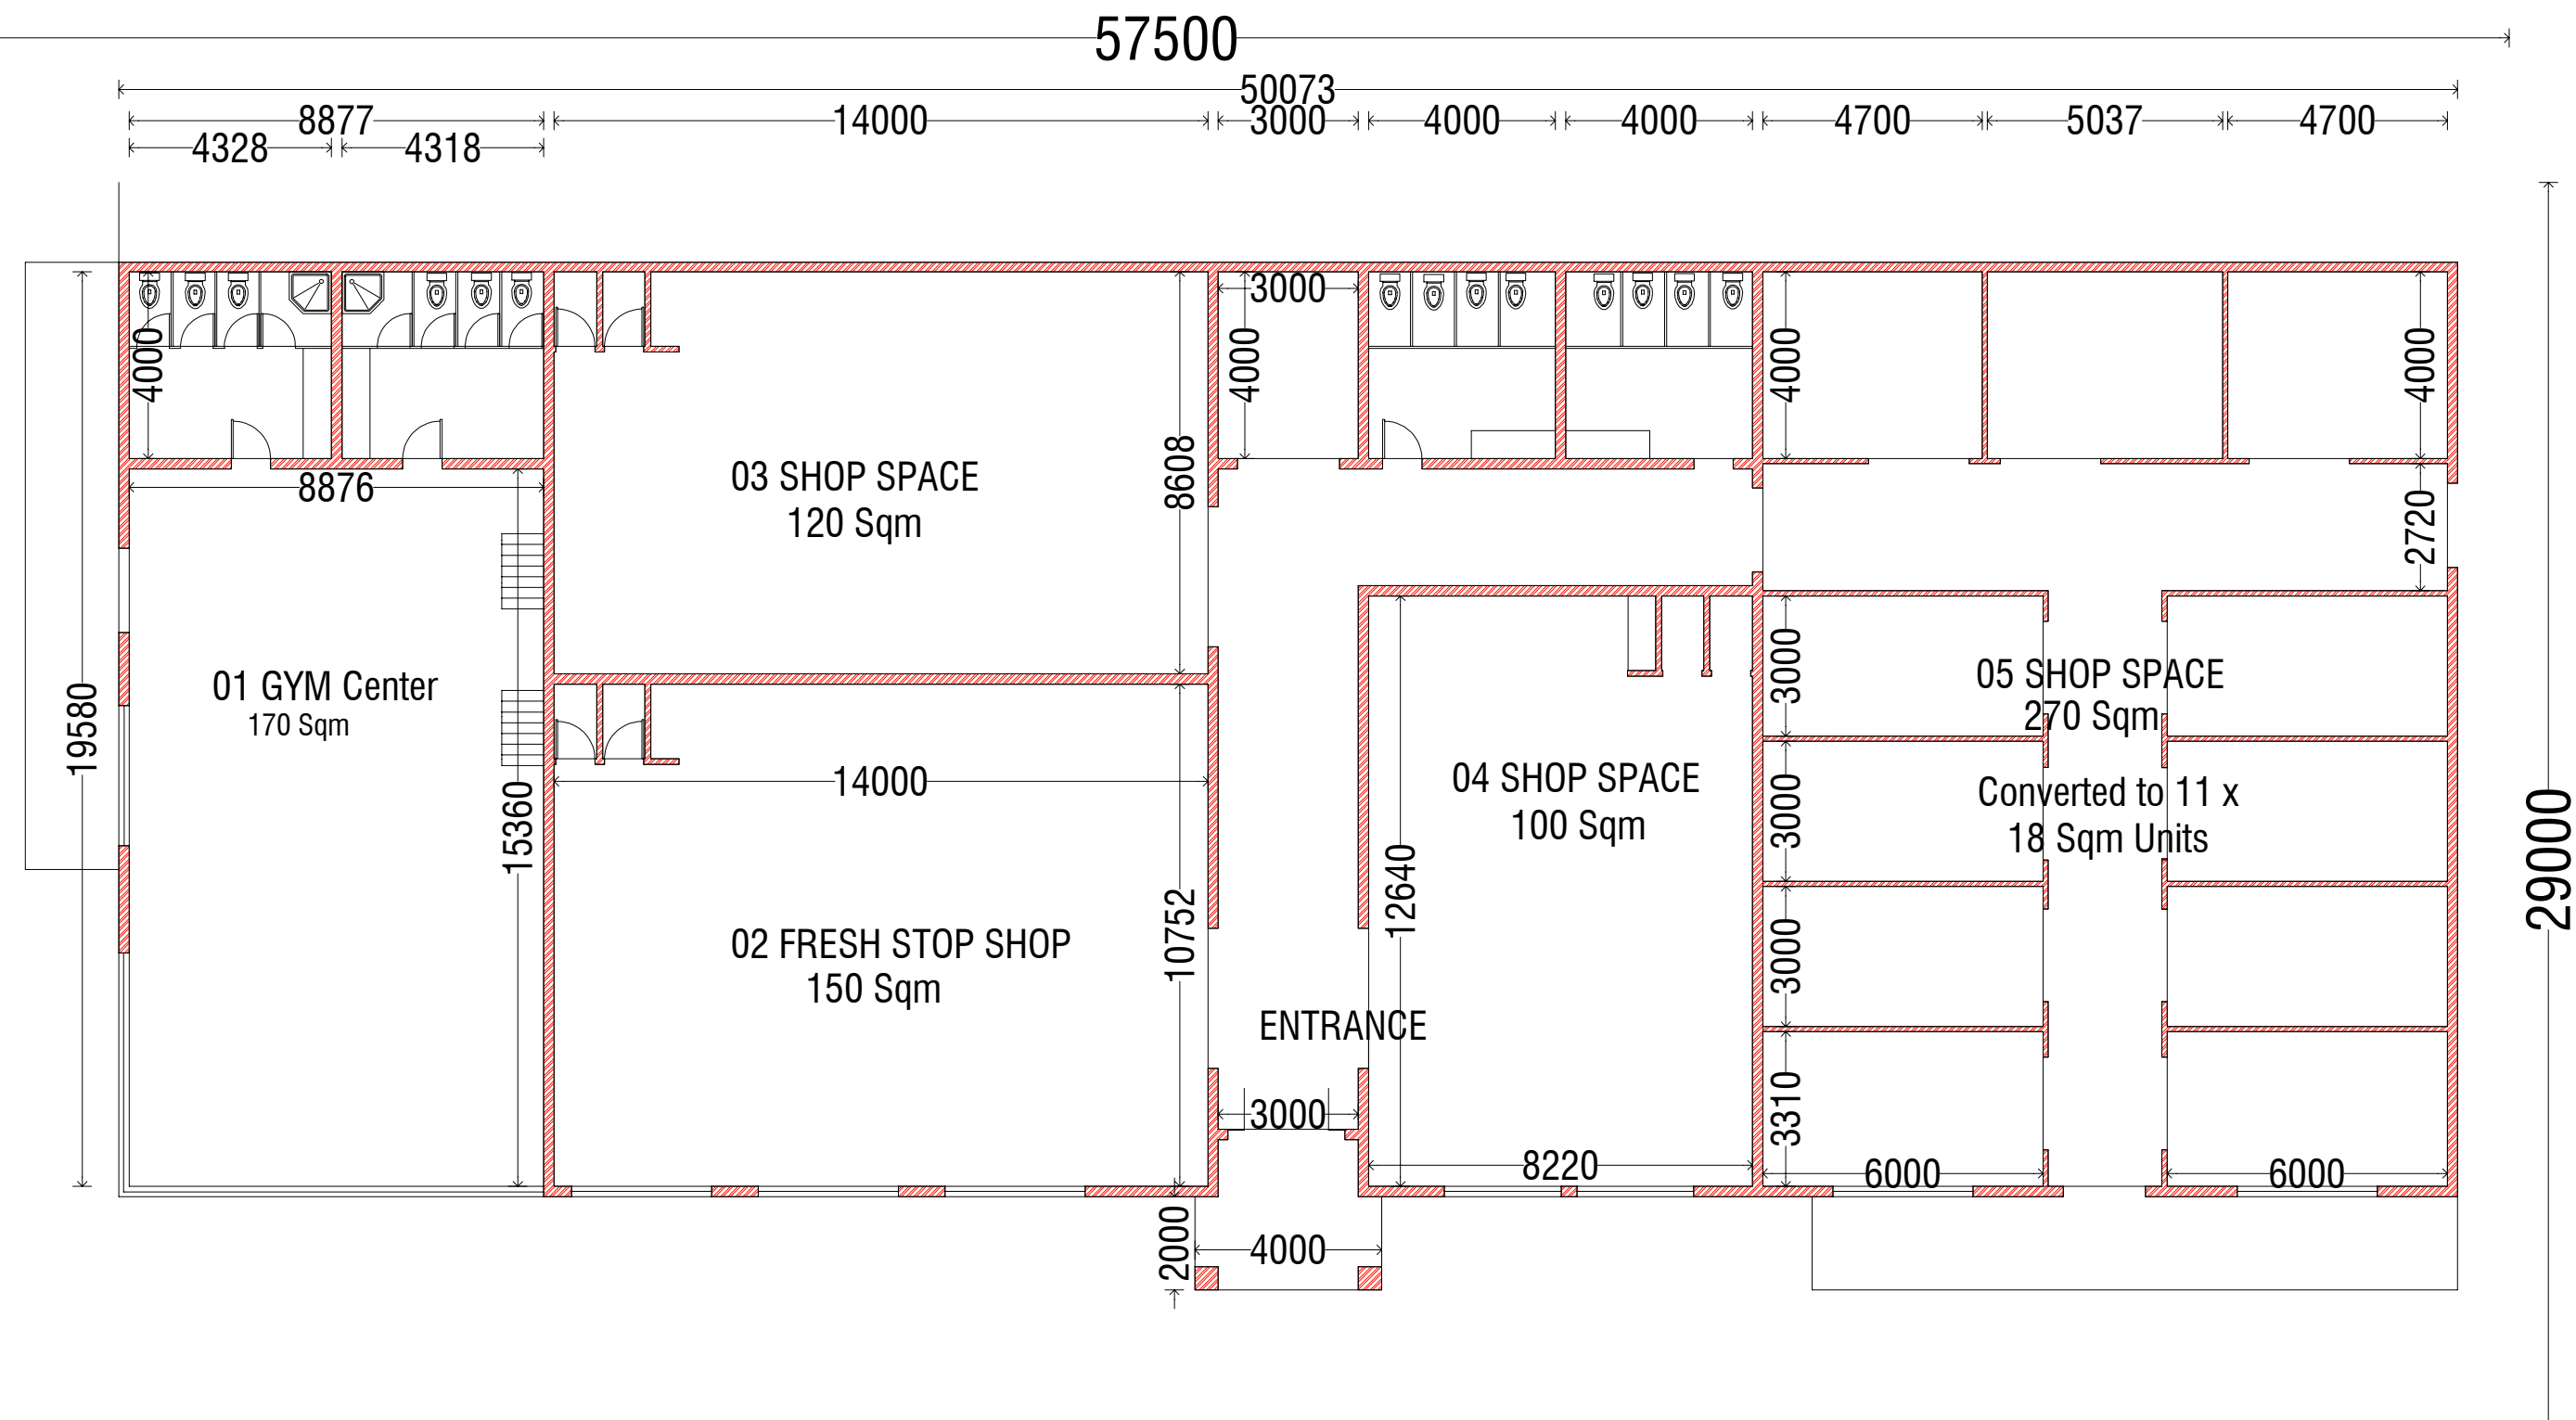 57500
50073
8877
14000
3000
4000
4000
4700
5037
4700
4328
4318
3000
4000
4000
4000
4000
8876
03 SHOP SPACE
120 Sqm
8608
2720
01 GYM Center
170 Sqm
19580
15360
14000
02 FRESH STOP SHOP
150 Sqm
10752
ENTRANCE
3000
04 SHOP SPACE
100 Sqm
12640
8220
05 SHOP SPACE
270 Sqm
Converted to 11 x
18 Sqm Units
3000
3000
3000
3310
6000
6000
29000
2000
4000